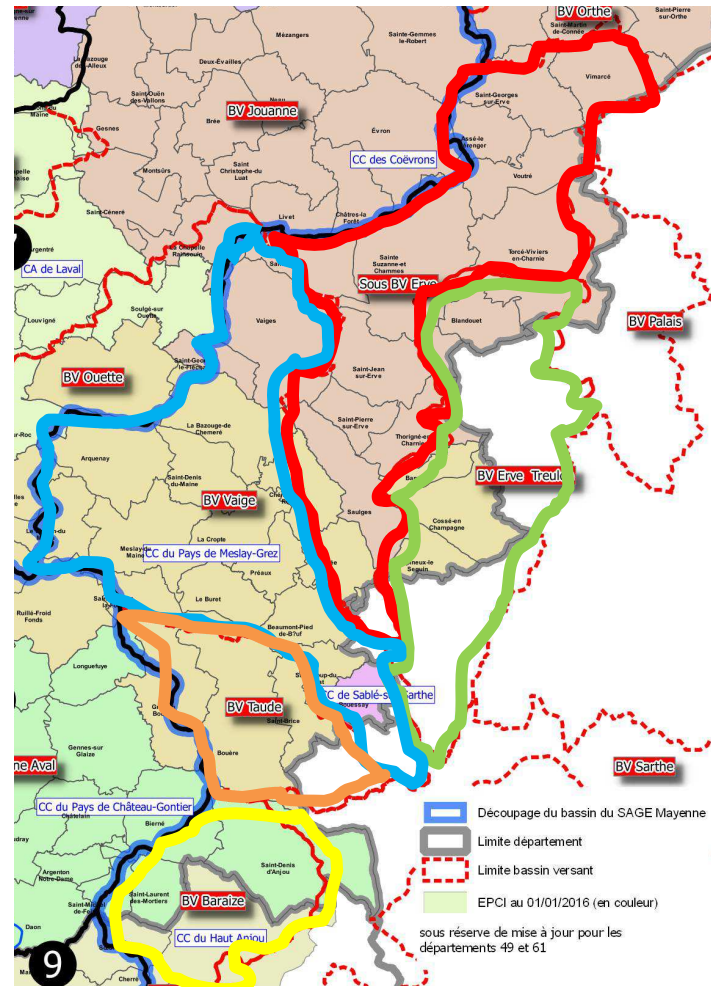 BV Orthe
Saint-Pierre
sur-Orthe
Saint-Martin
de-Connée
Mézangers
Sainte-Gemmes
le-Robert
Vimarcé
Deux-Évailles
Saint-Georges
sur-Erve
Saint-Ouën
des-Vallons
BV Jouanne
Brée
Gesnes
Évron
Assé-le
CC des Coëvrons
Saint
Christophe-du
Luat
Montsûrs
Voutré
Saint-Céneré
Livet
Châtres-la
Forêt
Argentré
CA de Laval
La Chapelle
Rainsouin
Sainte
Suzanne-et
Chammes
Torcé-Viviers
en-Charnie
Sous BV Erve
Soulgé-sur
Ouette
Louvigné
Vaiges
Blandouet
BV Palais
BV Ouette
Saint-Jean
sur-Erve
La Bazouge-de
Chemeré
Saint-Pierre
sur-Erve
Thorigné-en
Arquenay
Saint-Denis
du-Maine
BV Vaige
BV Erve Treulon
Cossé-en
Champagne
Saulges
La Cropte
Meslay-du
Maine
CC du Pays de Meslay-Grez
Préaux
Le Buret
Ruillé-Froid
Fonds
Beaumont-Pied
de-B?uf
Longuefuye
CC de Sablé-sur-Sarthe
Bouessay
BV Taude
Saint-Brice
Gennes-sur
Glaize
Bouère
BV Sarthe
CC du Pays de Château-Gontier
Châtelain
Bierné
Argenton
Notre-Dame
Saint-Denis
d'Anjou
Saint-Laurent
des-Mortiers
BV Baraize
Daon
CC du Haut Anjou
9
Cherré
Découpage du bassin du SAGE Mayenne
Limite département
Limite bassin versant
EPCI au 01/01/2016 (en couleur)
sous réserve de mise à jour pour les
départements 49 et 61